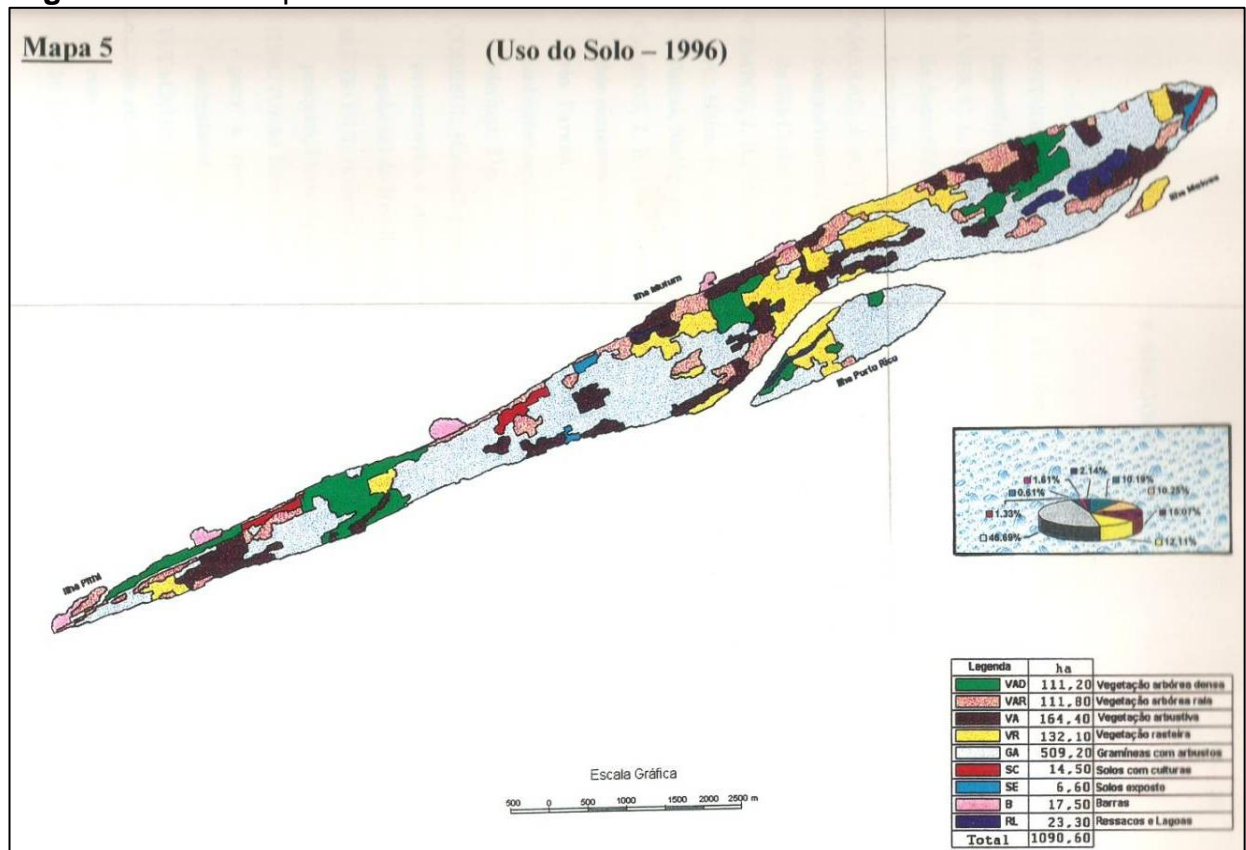 Mapa 5
(Uso do Solo – 1996)
Ilha Mutum
Ilha Porto Rico
2.14%
1.61%
10.19%
0.61%
10.25%
1.33%
15.07%
46.69%
12.11%
Escala Gráfica
500 0 500 1000 1500 2000 2500 m
Legenda ha
VAD 111,20 Vegetação arbórea densa
VAR 111,80 Vegetação arbórea rala
VA 164,40 Vegetação arbustiva
VR 132,10 Vegetação rasteira
GA 509,20 Gramíneas com arbustos
SC 14,50 Solos com culturas
SE 6,60 Solos exposto
B 17,50 Barras
RL 23,30 Ressacos e Lagoas
Total 1090,60